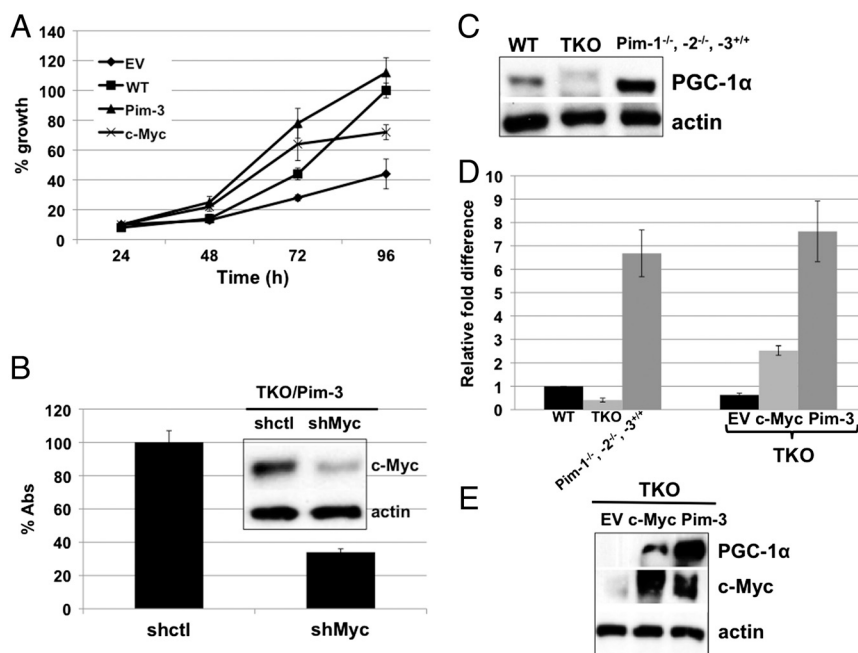 A
EV
WT
Pim-3
c-Myc
% growth
120
100
80
60
40
20
0
24 48 72 96
Time (h)
B
TKO/Pim-3
shctl shMyc
c-Myc
actin
% Abs
120
100
80
60
40
20
0
shctl shMyc
C
WT TKO Pim-1-/-, -2-/-, -3+/+
PGC-1α
actin
D
Relative fold difference
10
9
8
7
6
5
4
3
2
1
0
WT TKO Pim-1-/-, -2-/-, -3+/+
EV c-Myc Pim-3
TKO
E
TKO
EV c-Myc Pim-3
PGC-1α
c-Myc
actin